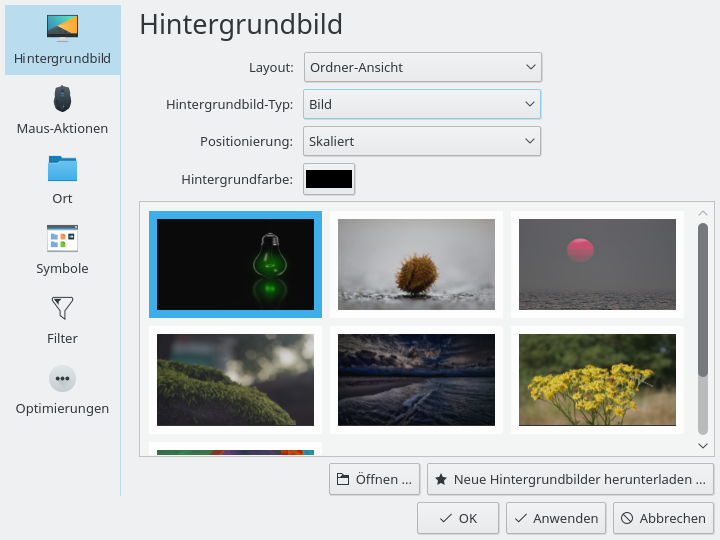 Hintergrundbild
Maus-Aktionen
Ort
Symbole
Filter
Optimierungen
Hintergrundbild
Layout: Ordner-Ansicht
Hintergrundbild-Typ: Bild
Positionierung: Skaliert
Hintergrundfarbe:
Öffnen ... Neue Hintergrundbilder herunterladen ...
OK Anwenden Abbrechen